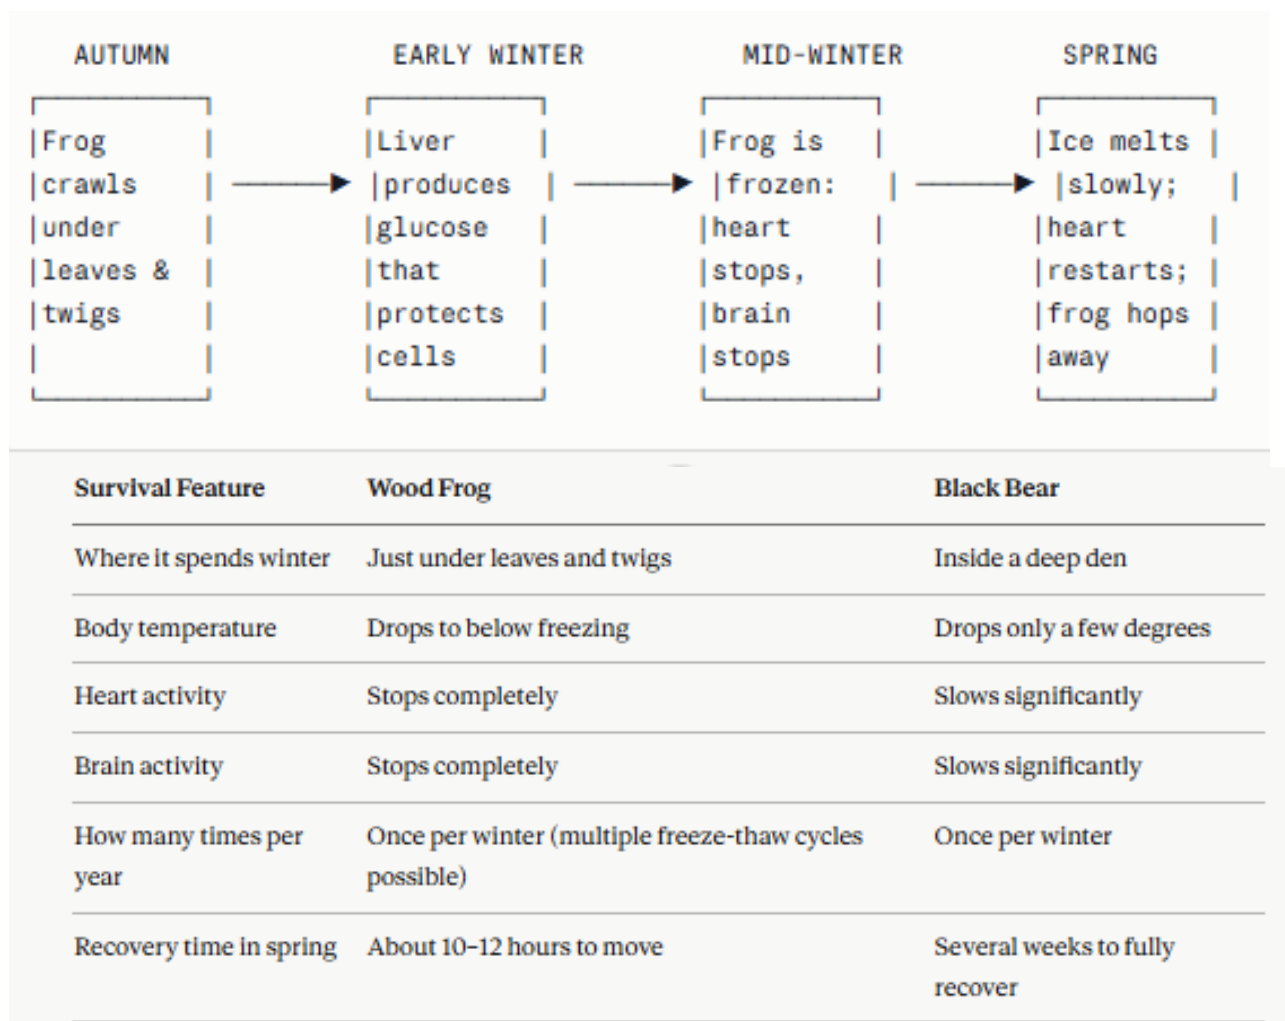 AUTUMN EARLY WINTER MID-WINTER SPRING
Frog Liver Frog is Ice melts
crawls produces frozen: slowly;
under glucose heart heart
leaves & that stops, restarts;
twigs protects brain frog hops
cells stops away
Survival Feature Wood Frog Black Bear
Where it spends winter Just under leaves and twigs Inside a deep den
Body temperature Drops to below freezing Drops only a few degrees
Heart activity Stops completely Slows significantly
Brain activity Stops completely Slows significantly
How many times per Once per winter (multiple freeze-thaw cycles Once per winter
year possible)
Recovery time in spring About 10–12 hours to move Several weeks to fully
recover